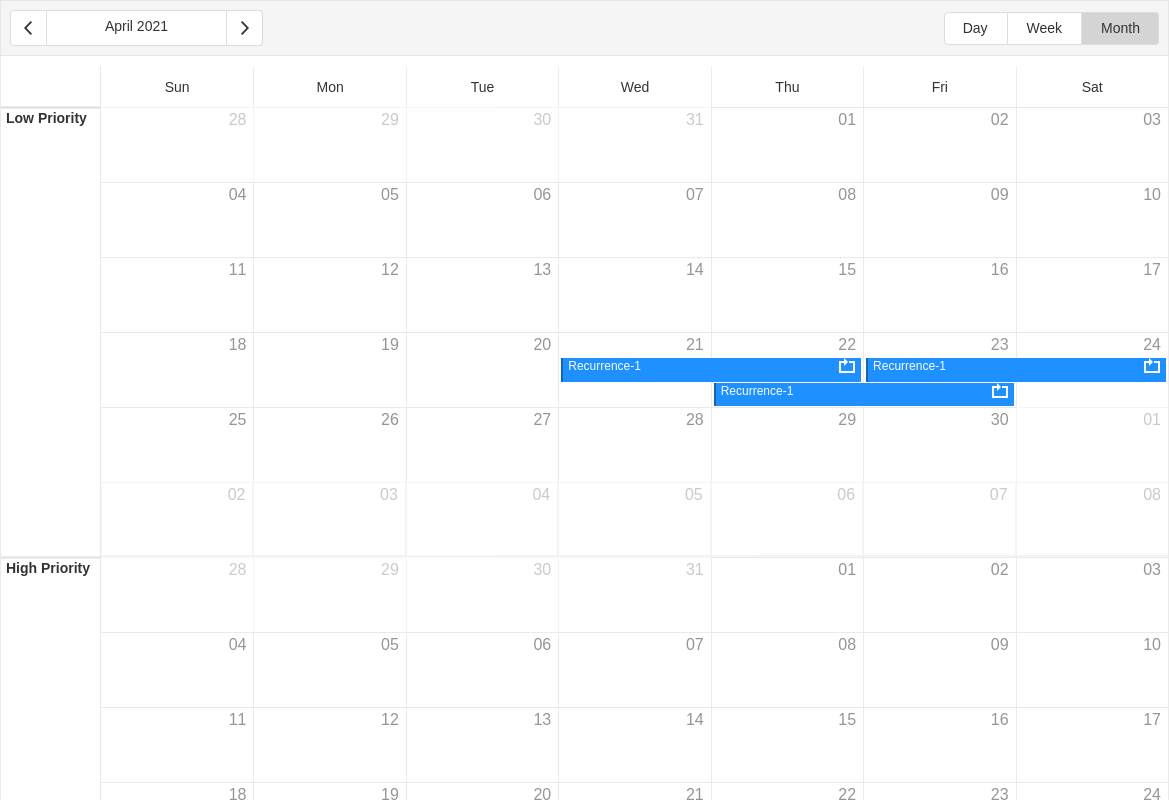 April 2021 Day Week Month
Sun Mon Tue Wed Thu Fri Sat
Low Priority
28 29 30 31 01 02 03
04 05 06 07 08 09 10
11 12 13 14 15 16 17
18 19 20 21 22 23 24
Recurrence-1 Recurrence-1
Recurrence-1
25 26 27 28 29 30 01
02 03 04 05 06 07 08
High Priority
28 29 30 31 01 02 03
04 05 06 07 08 09 10
11 12 13 14 15 16 17
18 19 20 21 22 23 24